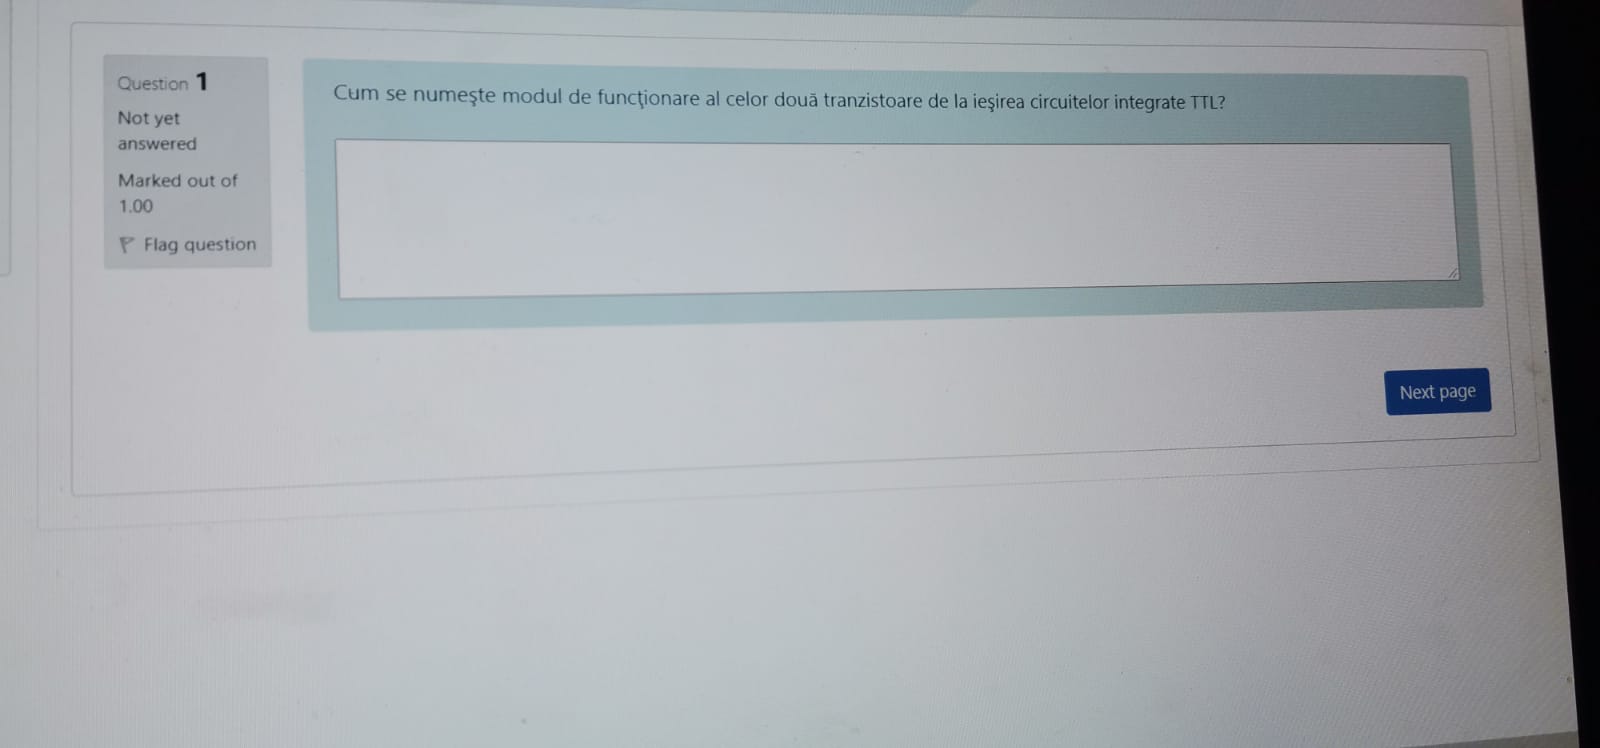 Question 1
Not yet
answered
Marked out of
1.00
Flag question
Cum se numeşte modul de funcţionare al celor două tranzistoare de la ieşirea circuitelor integrate TTL?
Next page